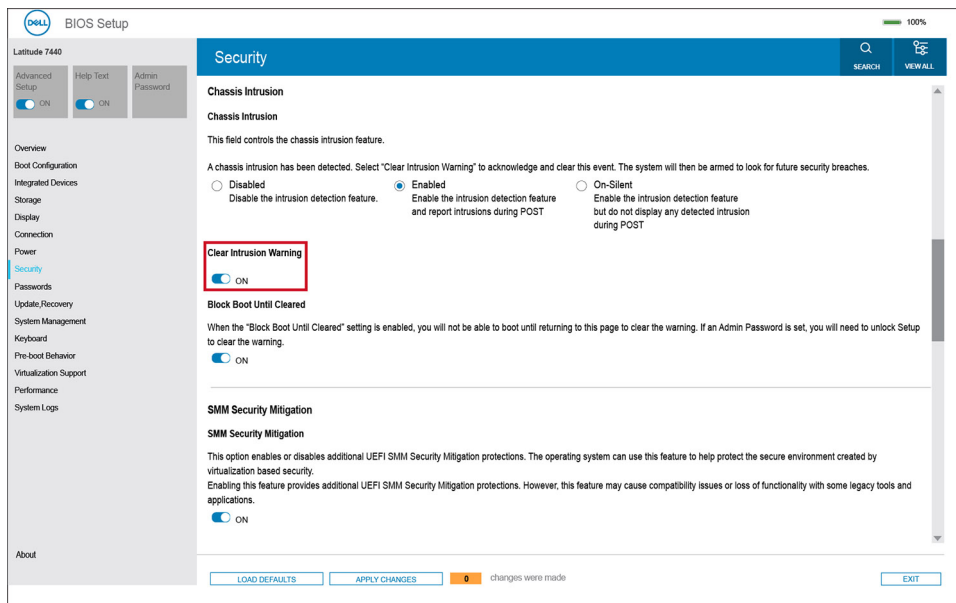 DELL
BIOS Setup
100%
Latitude 7440
Advanced Setup
ON
Help Text
ON
Admin Password
Overview
Boot Configuration
Integrated Devices
Storage
Display
Connection
Power
Security
Passwords
Update,Recovery
System Management
Keyboard
Pre-boot Behavior
Virtualization Support
Performance
System Logs
About
Security
SEARCH
VIEW ALL
Chassis Intrusion
Chassis Intrusion
This field controls the chassis intrusion feature.
A chassis intrusion has been detected. Select "Clear Intrusion Warning" to acknowledge and clear this event. The system will then be armed to look for future security breaches.
Disabled
Disable the intrusion detection feature.
Enabled
Enable the intrusion detection feature
and report intrusions during POST
On-Silent
Enable the intrusion detection feature
but do not display any detected intrusion
during POST
Clear Intrusion Warning
ON
Block Boot Until Cleared
When the "Block Boot Until Cleared" setting is enabled, you will not be able to boot until returning to this page to clear the warning. If an Admin Password is set, you will need to unlock Setup
to clear the warning.
ON
SMM Security Mitigation
SMM Security Mitigation
This option enables or disables additional UEFI SMM Security Mitigation protections. The operating system can use this feature to help protect the secure environment created by
virtualization based security.
Enabling this feature provides additional UEFI SMM Security Mitigation protections. However, this feature may cause compatibility issues or loss of functionality with some legacy tools and
applications.
ON
LOAD DEFAULTS
APPLY CHANGES
0
changes were made
EXIT